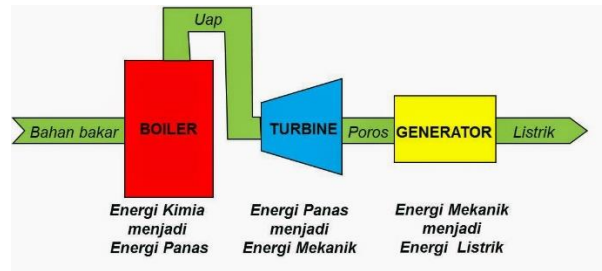 Uap
Bahan bakar
BOILER
TURBINE
Poros
GENERATOR
Listrik
Energi Kimia
menjadi
Energi Panas
Energi Panas
menjadi
Energi Mekanik
Energi Mekanik
menjadi
Energi Listrik